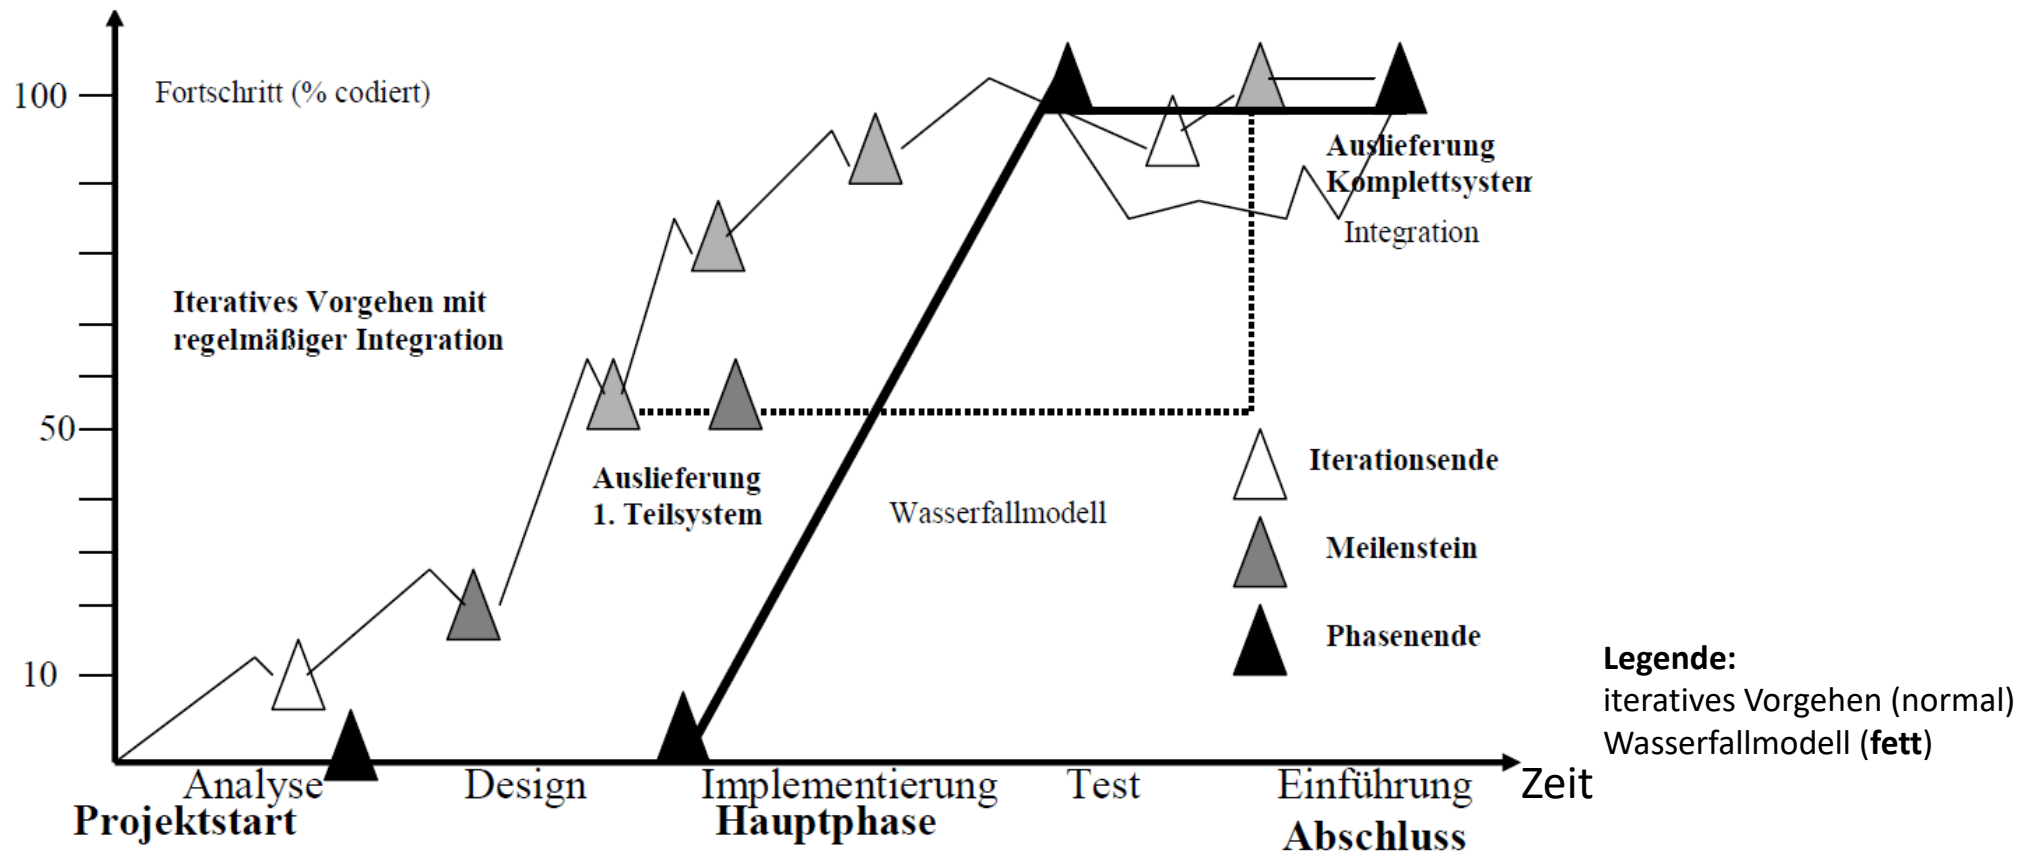 100
Fortschritt (% codiert)
Auslieferung
Komplettsystem
Integration
Iteratives Vorgehen mit
regelmäßiger Integration
50
Auslieferung
1. Teilsystem
Wasserfallmodell
Iterationsende
Meilenstein
Phasenende
10
Legende:
iteratives Vorgehen (normal)
Wasserfallmodell (fett)
Analyse
Design
Implementierung
Test
Einführung
Zeit
Projektstart
Hauptphase
Abschluss